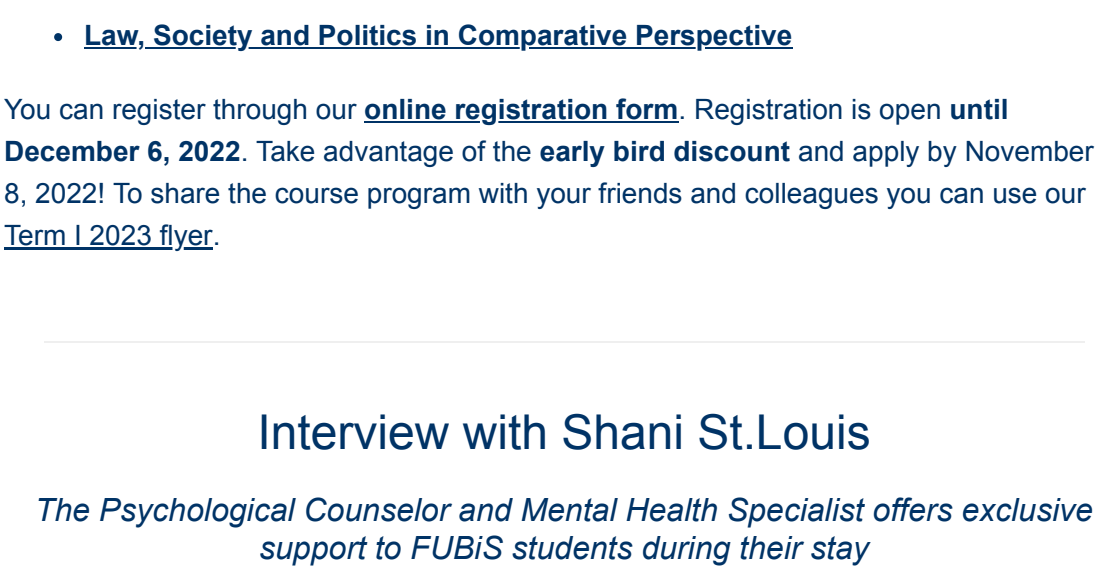 • Law, Society and Politics in Comparative Perspective
You can register through our online registration form. Registration is open until
December 6, 2022. Take advantage of the early bird discount and apply by November
8, 2022! To share the course program with your friends and colleagues you can use our
Term I 2023 flyer.
Interview with Shani St.Louis
The Psychological Counselor and Mental Health Specialist offers exclusive
support to FUBiS students during their stay